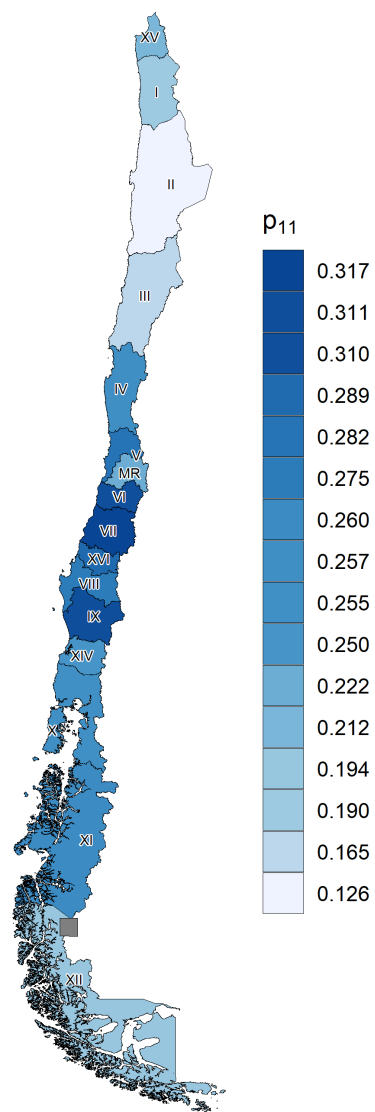 XV
I
II
III
IV
V
MR
VI
VII
XVI
VIII
IX
XIV
X
XI
XII
p₁₁
0.317
0.311
0.310
0.289
0.282
0.275
0.260
0.257
0.255
0.250
0.222
0.212
0.194
0.190
0.165
0.126